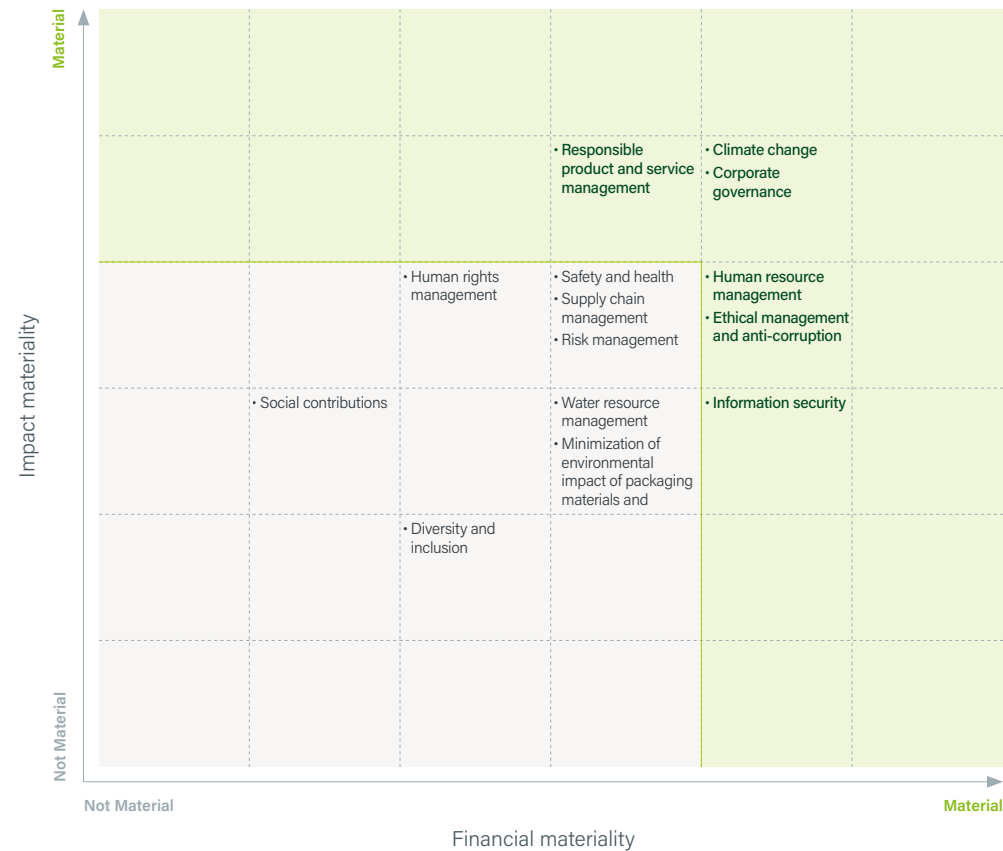 Material
Impact materiality
Not Material
• Responsible
product and service
management
• Climate change
• Corporate
governance
• Human rights
management
• Safety and health
• Supply chain
management
• Risk management
• Human resource
management
• Ethical management
and anti-corruption
• Social contributions
• Water resource
management
• Minimization of
environmental
impact of packaging
materials and
• Information security
• Diversity and
inclusion
Not Material
Material
Financial materiality